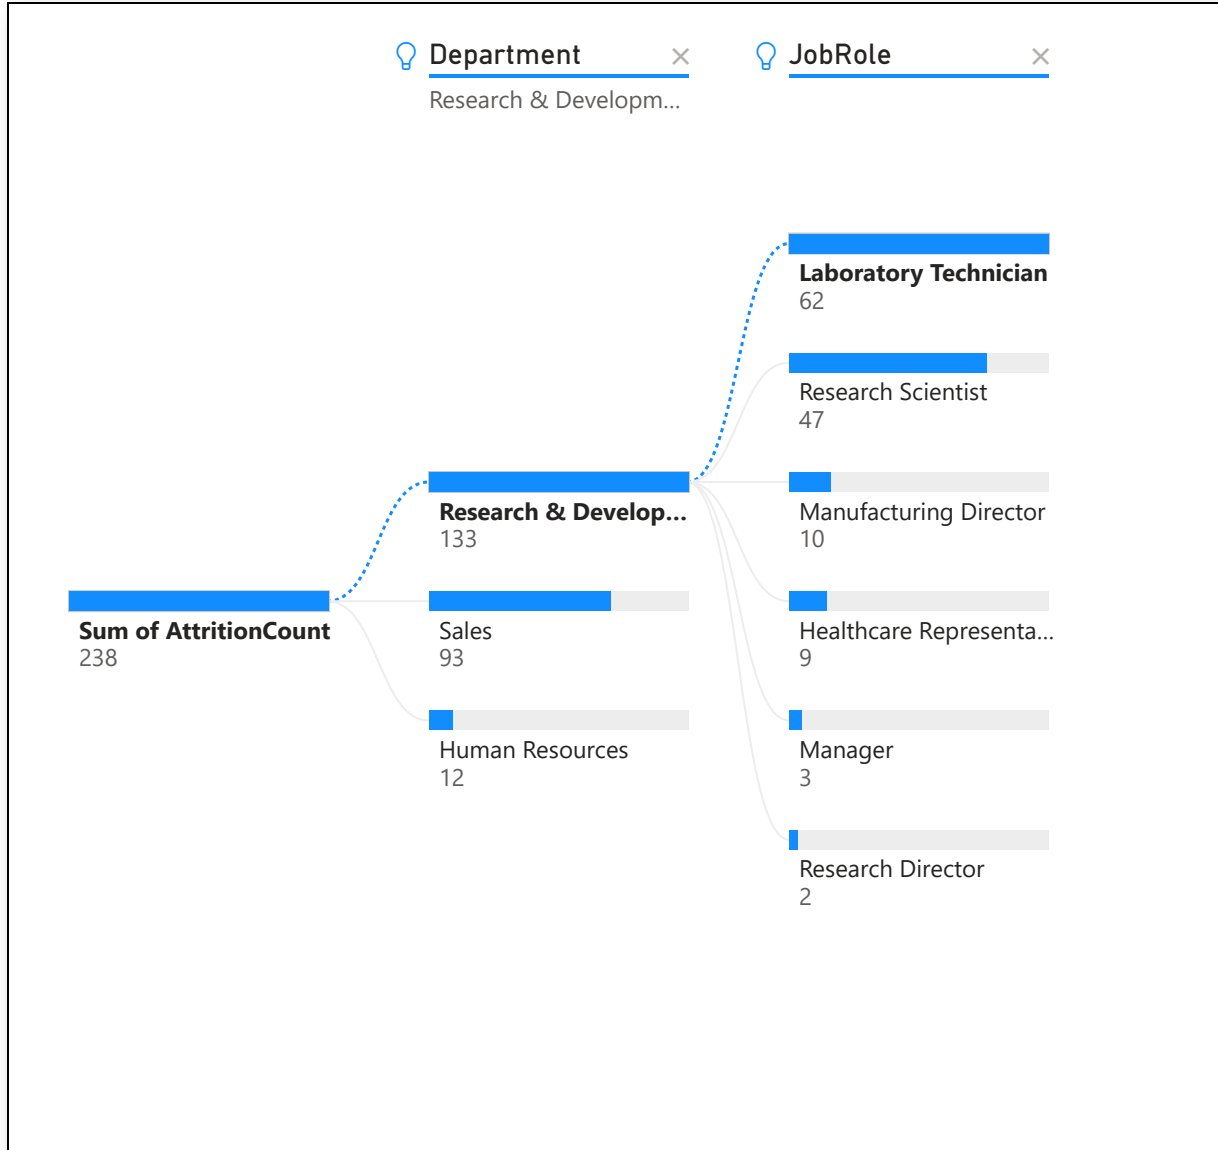 Department
JobRole
Research & Developm...
Laboratory Technician
62
Research Scientist
47
Research & Develop...
133
Manufacturing Director
10
Sum of AttritionCount
238
Sales
93
Healthcare Representa...
9
Human Resources
12
Manager
3
Research Director
2